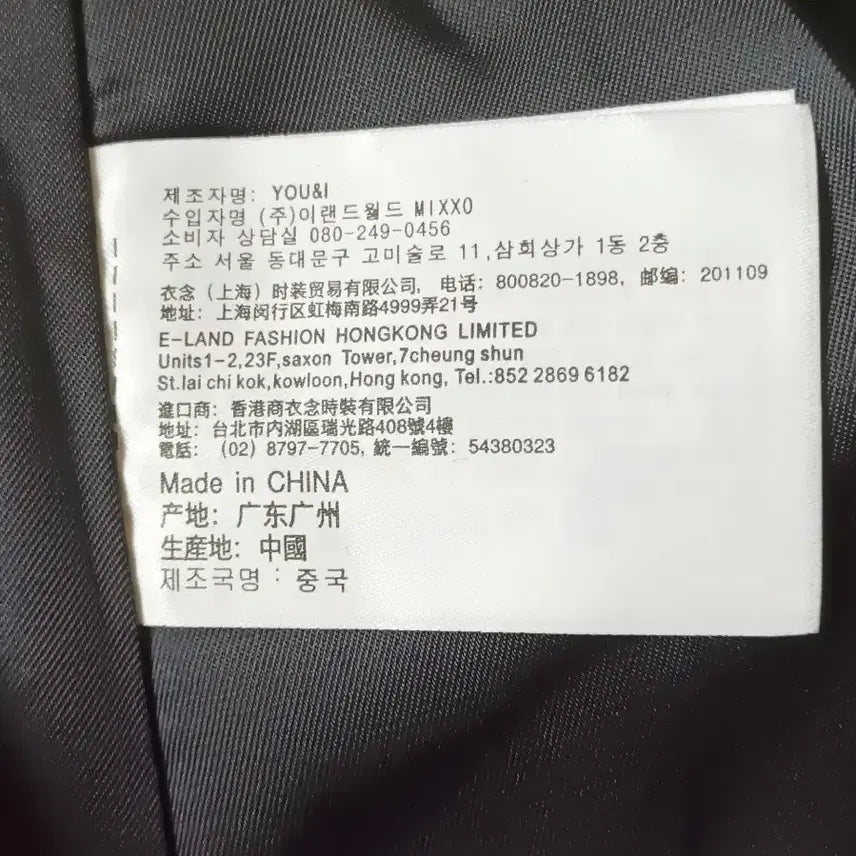 제조자명: YOU&I
수입자명 (주)이랜드월드 MIXXO
소비자 상담실 080-249-0456
주소 서울 동대문구 고미술로 11,삼희상가 1동 2층
衣念（上海）时装贸易有限公司, 电话: 800820-1898, 邮编: 201109
地址: 上海闵行区虹梅南路4999弄21号
E-LAND FASHION HONGKONG LIMITED
Units1-2,23F,saxon Tower,7cheung shun
St.lai chi kok,kowloon,Hong kong, Tel.:852 2869 6182
進口商: 香港商衣念時裝有限公司
地址: 台北市內湖區瑞光路408號4樓
電話: (02) 8797-7705, 統一編號: 54380323
Made in CHINA
产地: 广东广州
生産地: 中國
제조국명 : 중국